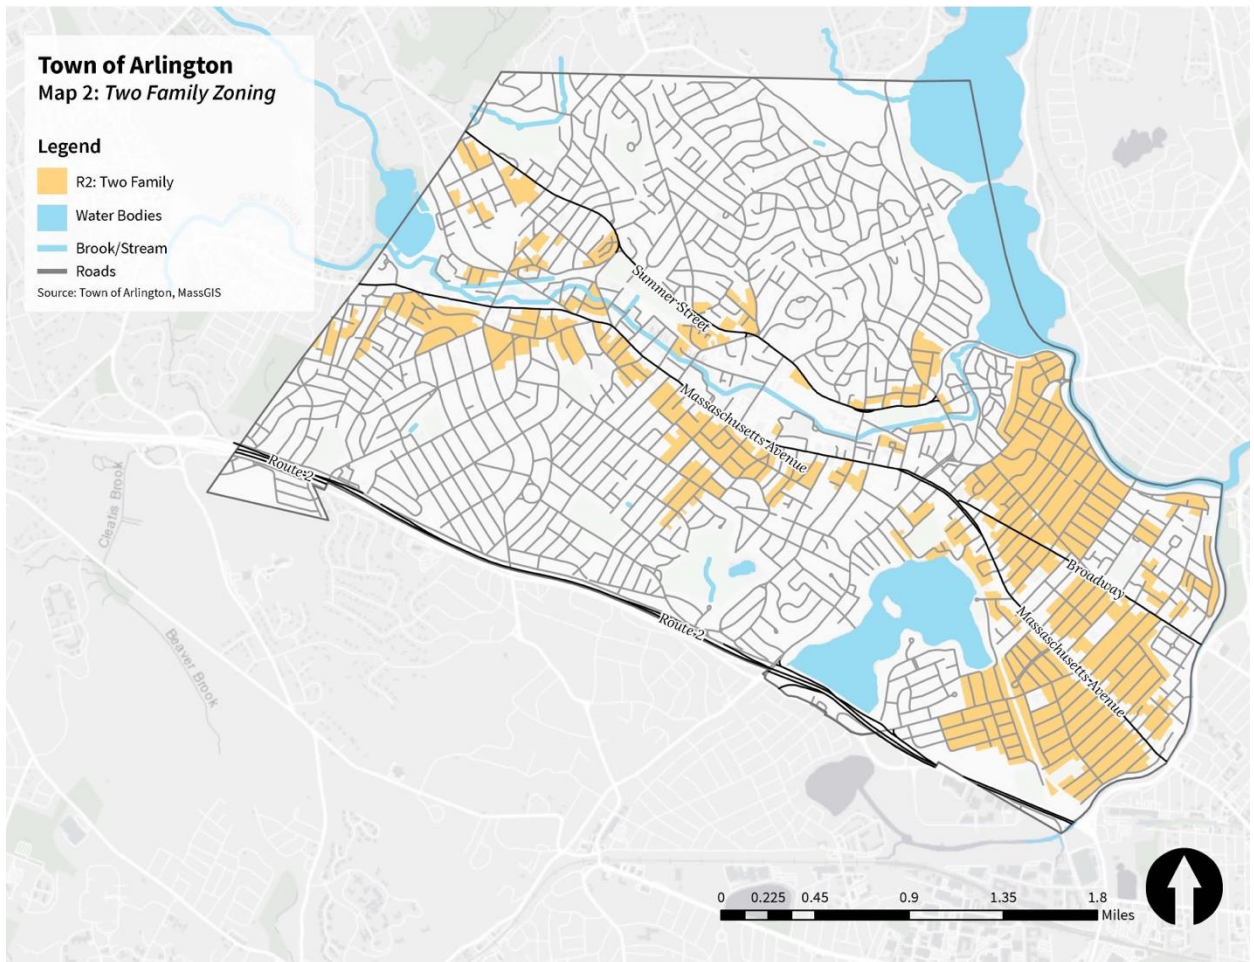 Town of Arlington
Map 2: Two Family Zoning
Legend
R2: Two Family
Water Bodies
Brook/Stream
Roads
Source: Town of Arlington, MassGIS
Summer Street
Massachusetts Avenue
Route 2
Cleatis Brook
Route 2
Broadway
Massachusetts Avenue
Beaver Brook
0 0.225 0.45 0.9 1.35 1.8
Miles